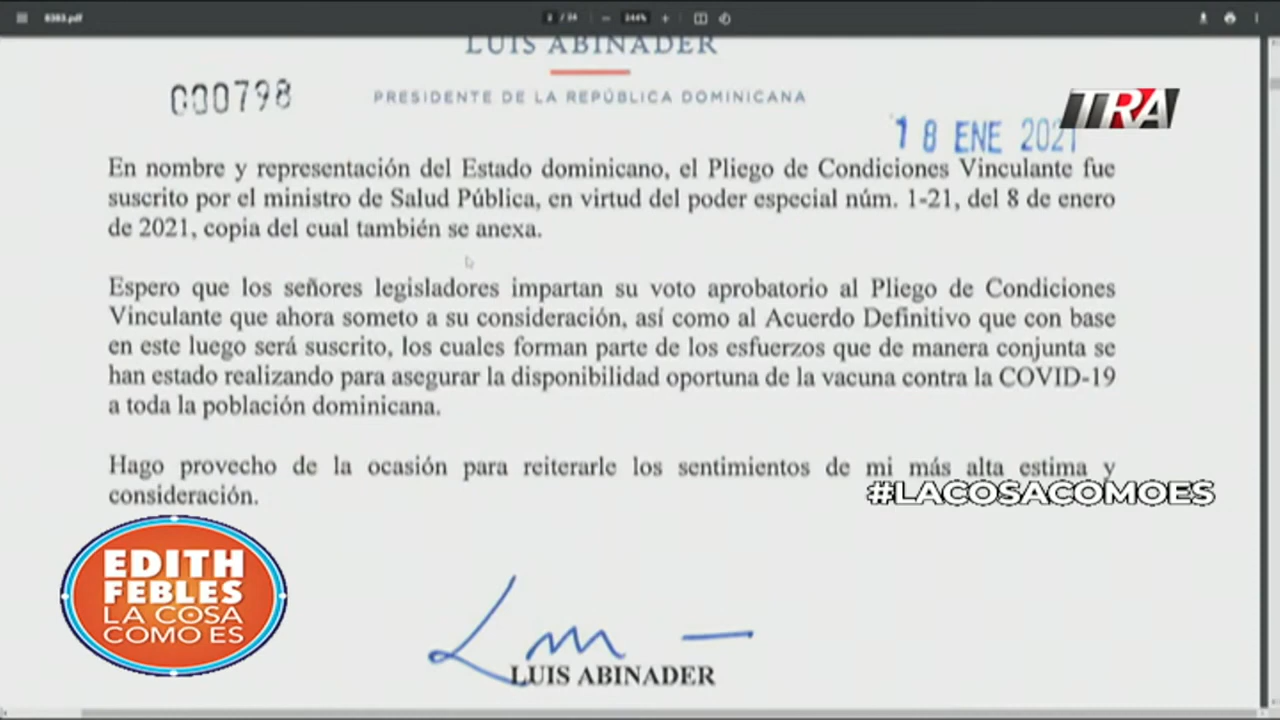 8383.pdf
2 / 24
244%
LUIS ABINADER
000798
PRESIDENTE DE LA REPÚBLICA DOMINICANA
TRA
18 ENE 2021
En nombre y representación del Estado dominicano, el Pliego de Condiciones Vinculante fue
suscrito por el ministro de Salud Pública, en virtud del poder especial núm. 1-21, del 8 de enero
de 2021, copia del cual también se anexa.
Espero que los señores legisladores impartan su voto aprobatorio al Pliego de Condiciones
Vinculante que ahora someto a su consideración, así como al Acuerdo Definitivo que con base
en este luego será suscrito, los cuales forman parte de los esfuerzos que de manera conjunta se
han estado realizando para asegurar la disponibilidad oportuna de la vacuna contra la COVID-19
a toda la población dominicana.
Hago provecho de la ocasión para reiterarle los sentimientos de mi más alta estima y
consideración.
#LACOSACOMOES
EDITH
FEBLES
LA COSA
COMO ES
LUIS ABINADER